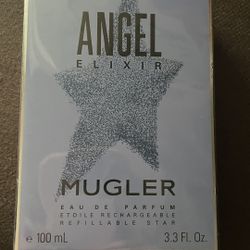 ANGEL
ELIXIR
MUGLER
EAU DE PARFUM
ETOILE RECHARGEABLE
REFILLABLE STAR
e 100 mL 3.3 Fl. Oz.